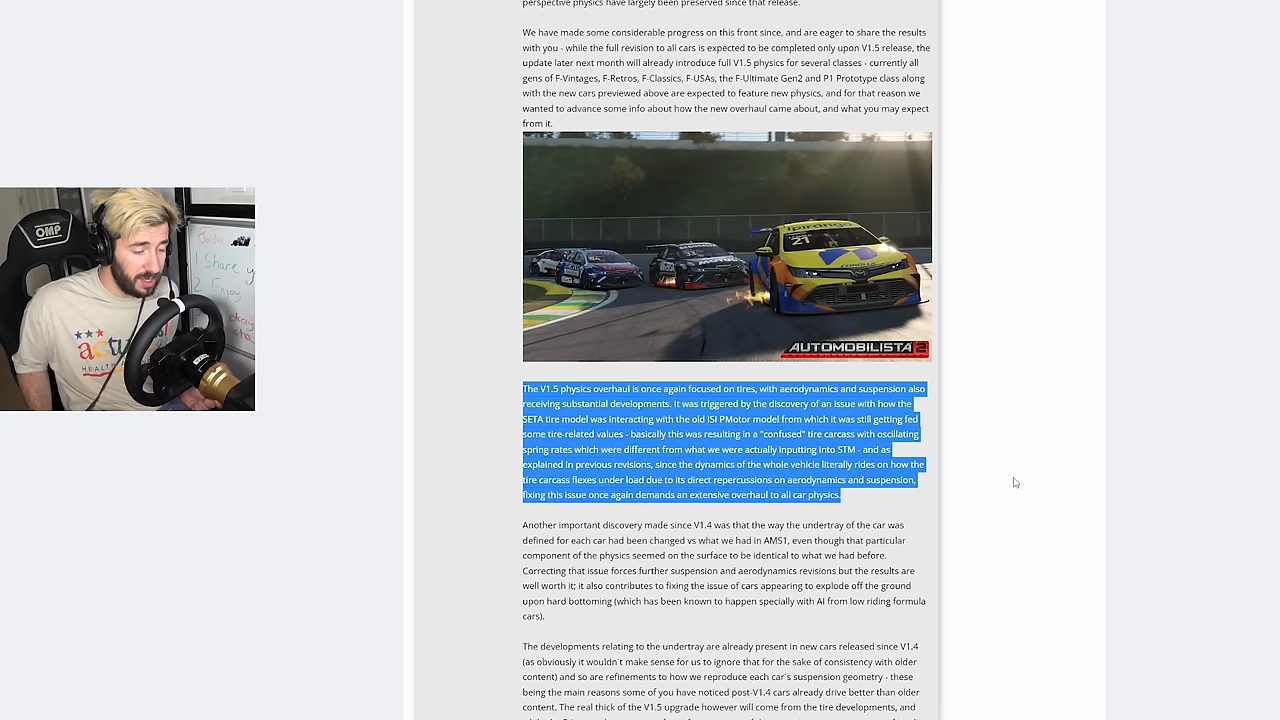 perspective physics have largely been preserved since that release.
We have made some considerable progress on this front since, and are eager to share the results
with you - while the full revision to all cars is expected to be completed only upon V1.5 release, the
update later next month will already introduce full V1.5 physics for several classes - currently all
gens of F-Vintages, F-Retros, F-Classics, F-USAs, the F-Ultimate Gen2 and P1 Prototype class along
with the new cars previewed above are expected to feature new physics, and for that reason we
wanted to advance some info about how the new overhaul came about, and what you may expect
from it.
Ipiranga
21
COROLLA
AUTOMOBILISTA 2
OMP
1 Share y
2 Enjoy
actu
HEALTH
The V1.5 physics overhaul is once again focused on tires, with aerodynamics and suspension also
receiving substantial developments. It was triggered by the discovery of an issue with how the
SETA tire model was interacting with the old ISI PMotor model from which it was still getting fed
some tire-related values - basically this was resulting in a "confused" tire carcass with oscillating
spring rates which were different from what we were actually inputting into STM - and as
explained in previous revisions, since the dynamics of the whole vehicle literally rides on how the
tire carcass flexes under load due to its direct repercussions on aerodynamics and suspension,
fixing this issue once again demands an extensive overhaul to all car physics.
Another important discovery made since V1.4 was that the way the undertray of the car was
defined for each car had been changed vs what we had in AMS1, even though that particular
component of the physics seemed on the surface to be identical to what we had before.
Correcting that issue forces further suspension and aerodynamics revisions but the results are
well worth it; it also contributes to fixing the issue of cars appearing to explode off the ground
upon hard bottoming (which has been known to happen specially with AI from low riding formula
cars).
The developments relating to the undertray are already present in new cars released since V1.4
(as obviously it wouldn´t make sense for us to ignore that for the sake of consistency with older
content) and so are refinements to how we reproduce each car´s suspension geometry - these
being the main reasons some of you have noticed post-V1.4 cars already drive better than older
content. The real thick of the V1.5 upgrade however will come from the tire developments, and